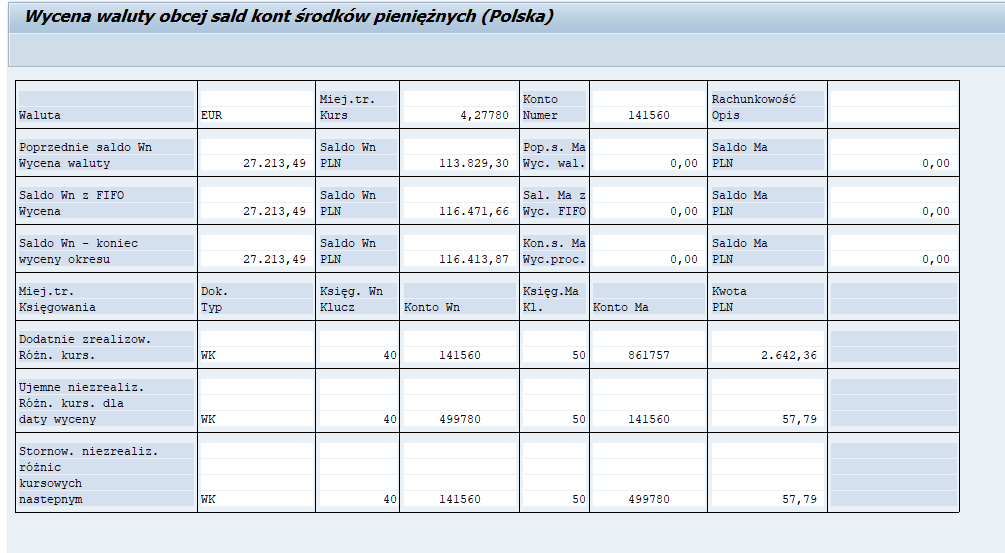 Wycena waluty obcej sald kont środków pieniężnych (Polska)
Miej.tr. Konto Rachunkowość
Waluta EUR Kurs 4,27780 Numer 141560 Opis
Poprzednie saldo Wn Saldo Wn Pop.s. Ma Saldo Ma
Wycena waluty 27.213,49 PLN 113.829,30 Wyc. wal. 0,00 PLN 0,00
Saldo Wn z FIFO Saldo Wn Sal. Ma z Saldo Ma
Wycena 27.213,49 PLN 116.471,66 Wyc. FIFO 0,00 PLN 0,00
Saldo Wn - koniec Saldo Wn Kon.s. Ma Saldo Ma
wyceny okresu 27.213,49 PLN 116.413,87 Wyc.proc. 0,00 PLN 0,00
Miej.tr. Dok. Księg. Wn Księg.Ma Kwota
Księgowania Typ Klucz Konto Wn Kl. Konto Ma PLN
Dodatnie zrealizow.
Różn. kurs. WK 40 141560 50 861757 2.642,36
Ujemne niezrealiz.
Różn. kurs. dla
daty wyceny WK 40 499780 50 141560 57,79
Stornow. niezrealiz.
różnic
kursowych
nastepnym WK 40 141560 50 499780 57,79